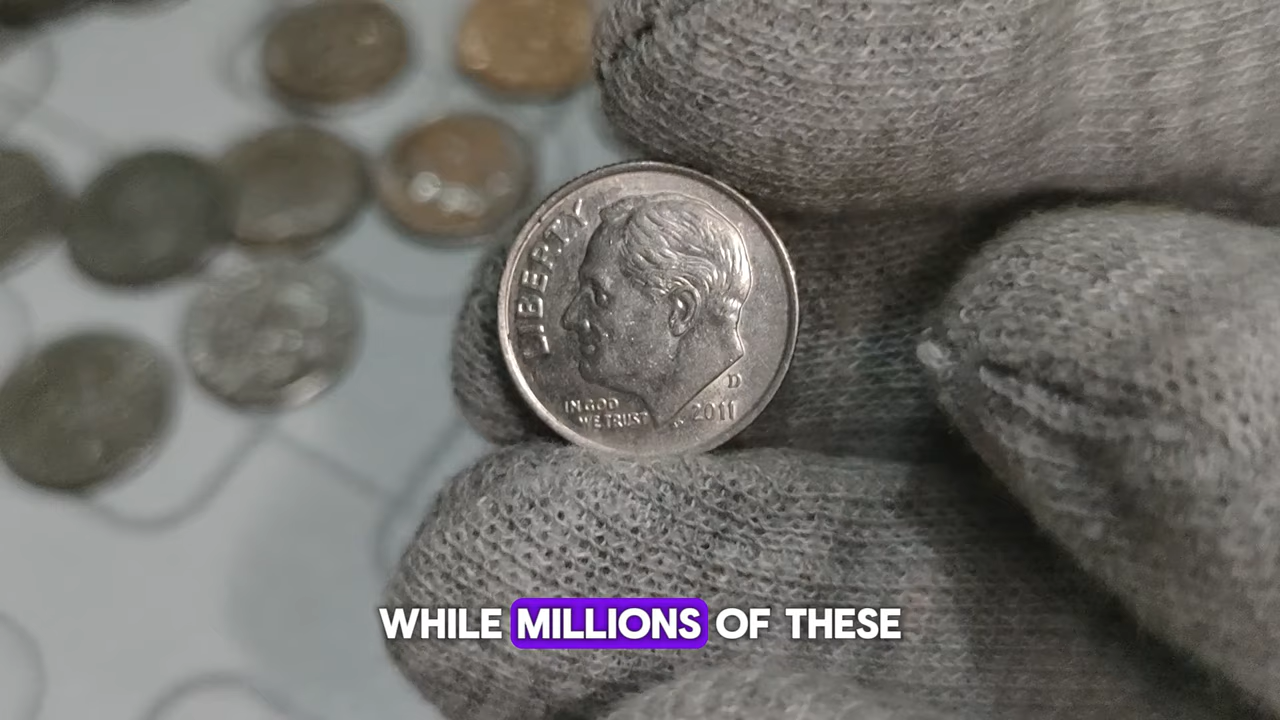 LIBERTY
IN GOD
WE TRUST
D
2011
WHILE MILLIONS OF THESE